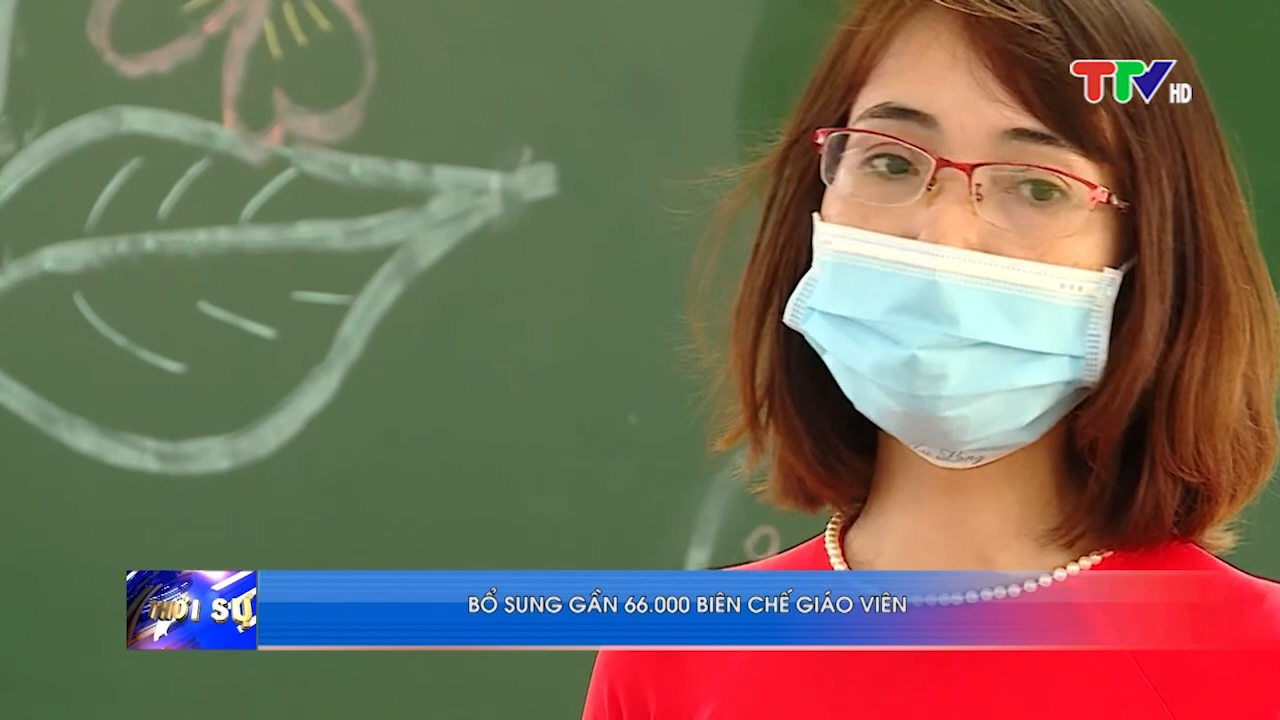 TTV HD
THỜI SỰ
BỔ SUNG GẦN 66.000 BIÊN CHẾ GIÁO VIÊN